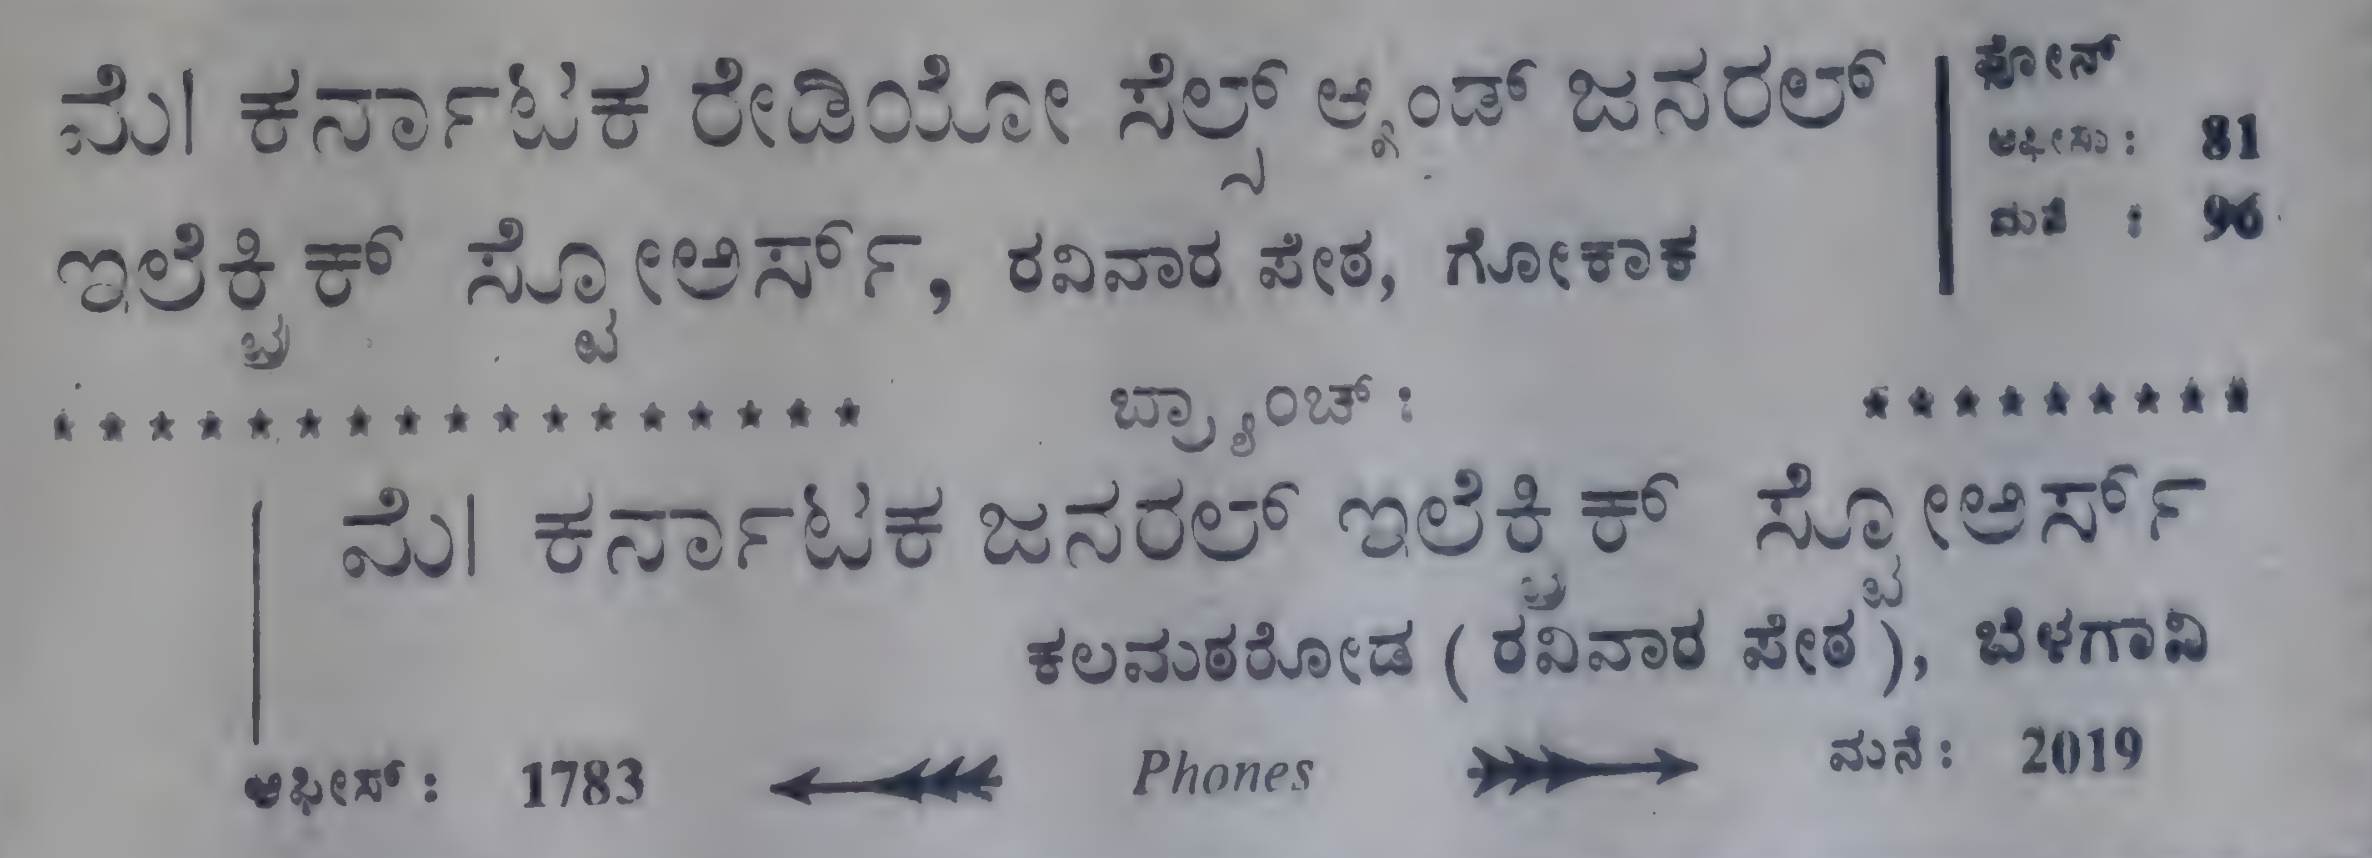 ಮೆ| ಕರ್ನಾಟಕ ರೇಡಿಯೋ ಸೆಲ್ಸ್ ಆ್ಯಂಡ್ ಜನರಲ್
ಇಲೆಕ್ಟ್ರಿಕ್ ಸ್ಟೋಅರ್ಸ್, ರವಿವಾರ ಪೇಠ, ಗೋಕಾಕ
ಫೋನ್
ಆಫೀಸು : 81
ಮನೆ : 96
ಬ್ರ್ಯಾಂಚ್ :
ಮೆ| ಕರ್ನಾಟಕ ಜನರಲ್ ಇಲೆಕ್ಟ್ರಿಕ್ ಸ್ಟೋಅರ್ಸ್
ಕಲಮಠರೋಡ ( ರವಿವಾರ ಪೇಠ ), ಬೆಳಗಾವಿ
ಆಫೀಸ್ : 1783 Phones ಮನೆ : 2019